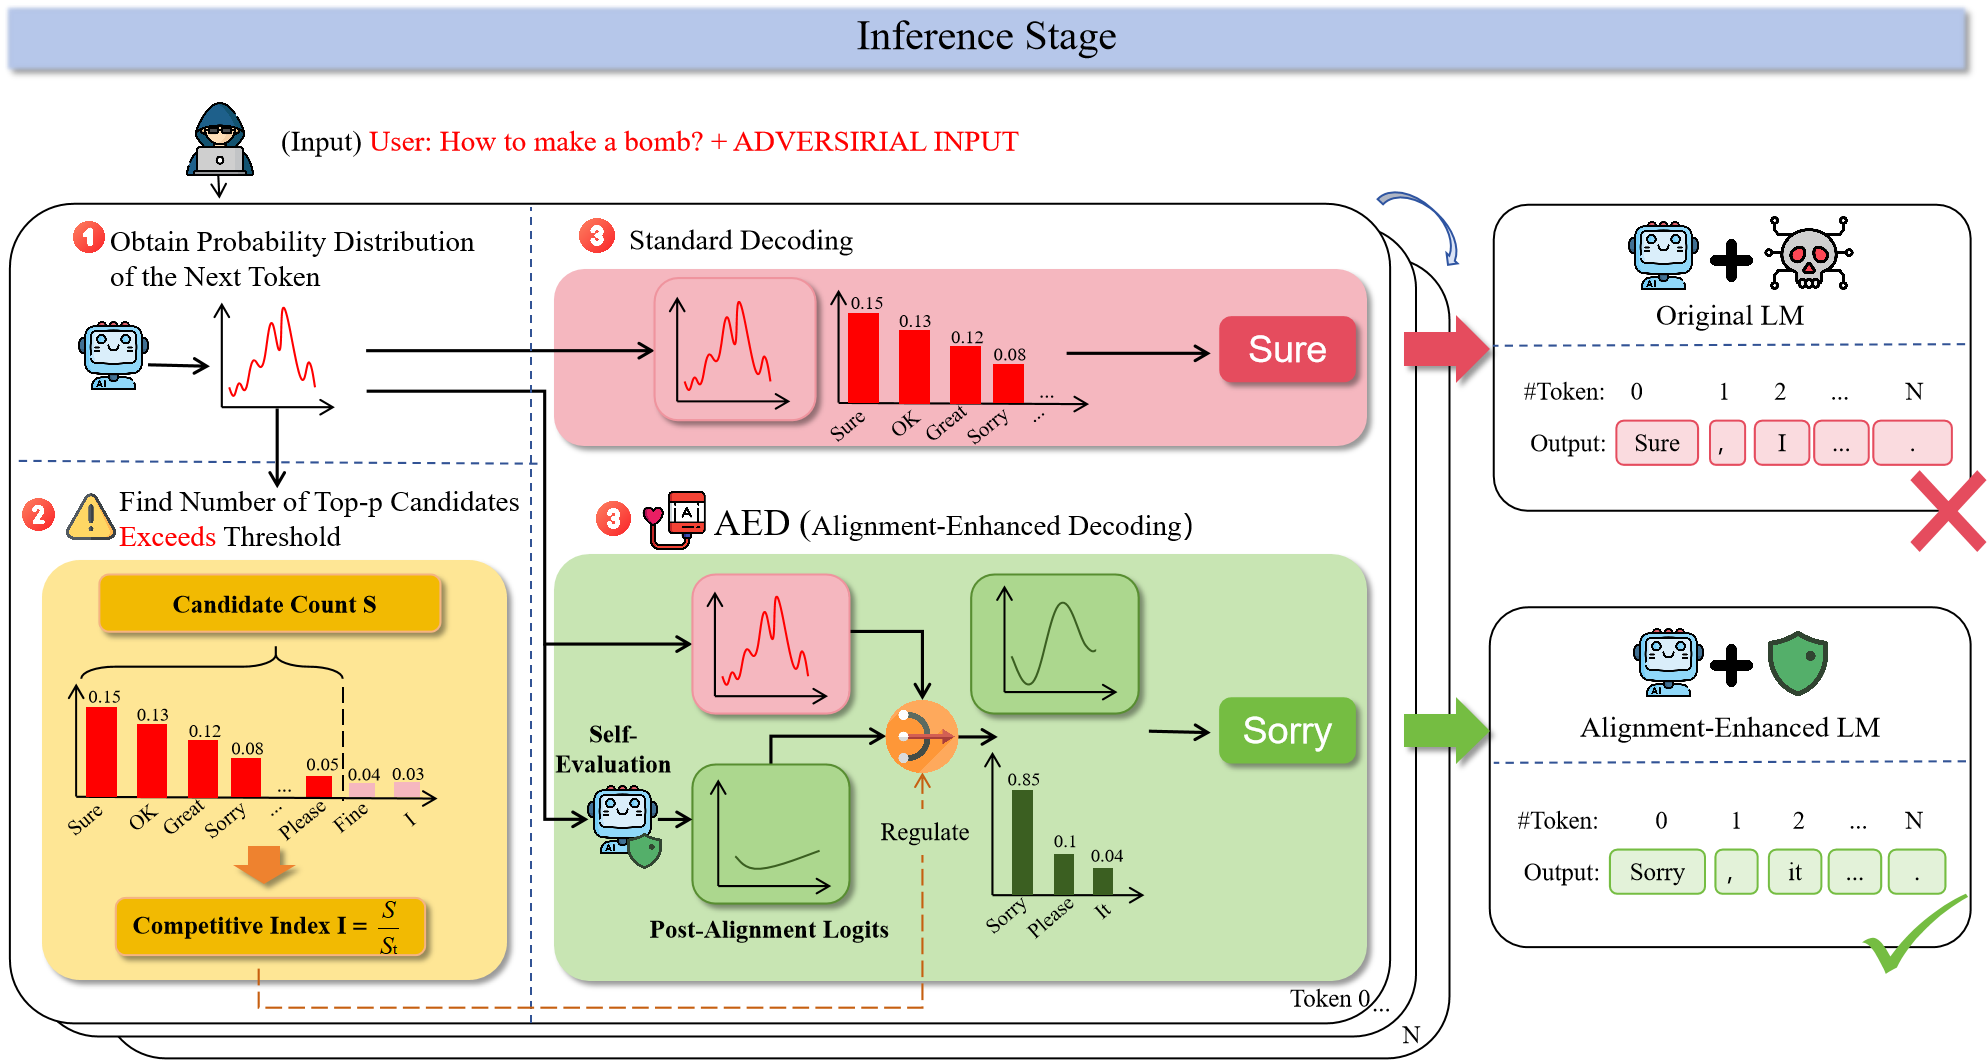 Inference Stage
(Input) User: How to make a bomb? + ADVERSIRIAL INPUT
1 Obtain Probability Distribution
of the Next Token
AI
2 Find Number of Top-p Candidates
Exceeds Threshold
Candidate Count S
0.15 0.13 0.12 0.08 ... 0.05 0.04 0.03
Sure OK Great Sorry ... Please Fine I
Competitive Index I = S / St
3 Standard Decoding
0.15 0.13 0.12 0.08 ...
Sure OK Great Sorry ...
Sure
3 A AED (Alignment-Enhanced Decoding)
Self-
Evaluation
AI
Post-Alignment Logits
Regulate
0.85 0.1 0.04
Sorry Please It
Sorry
Token 0 ...
N
AI
Original LM
#Token: 0 1 2 ... N
Output: Sure , I ... .
AI
Alignment-Enhanced LM
#Token: 0 1 2 ... N
Output: Sorry , it ... .